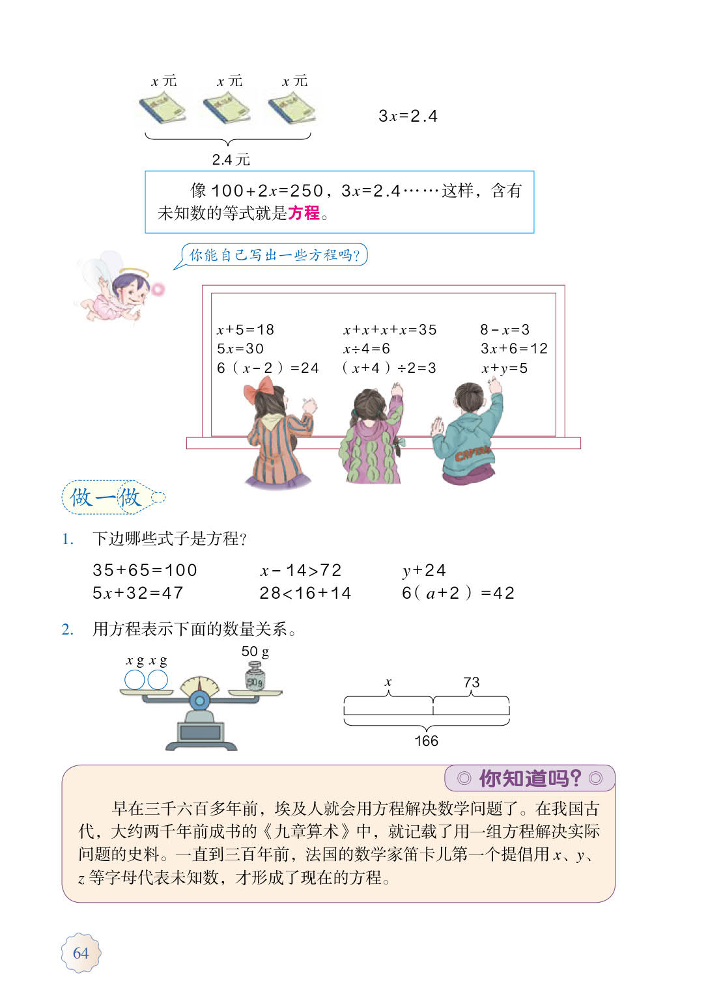 x 元 x 元 x 元
3x=2.4
2.4 元
像 100+2x=250，3x=2.4……这样，含有
未知数的等式就是方程。
你能自己写出一些方程吗？
x+5=18 x+x+x+x=35 8-x=3
5x=30 x÷4=6 3x+6=12
6（x-2）=24 （x+4）÷2=3 x+y=5
CAPTAIN
做一做
1. 下边哪些式子是方程？
35+65=100 x-14>72 y+24
5x+32=47 28<16+14 6（a+2）=42
2. 用方程表示下面的数量关系。
50 g
x g x g
50g
x 73
166
你知道吗？
早在三千六百多年前，埃及人就会用方程解决数学问题了。在我国古
代，大约两千年前成书的《九章算术》中，就记载了用一组方程解决实际
问题的史料。一直到三百年前，法国的数学家笛卡儿第一个提倡用 x、y、
z 等字母代表未知数，才形成了现在的方程。
64